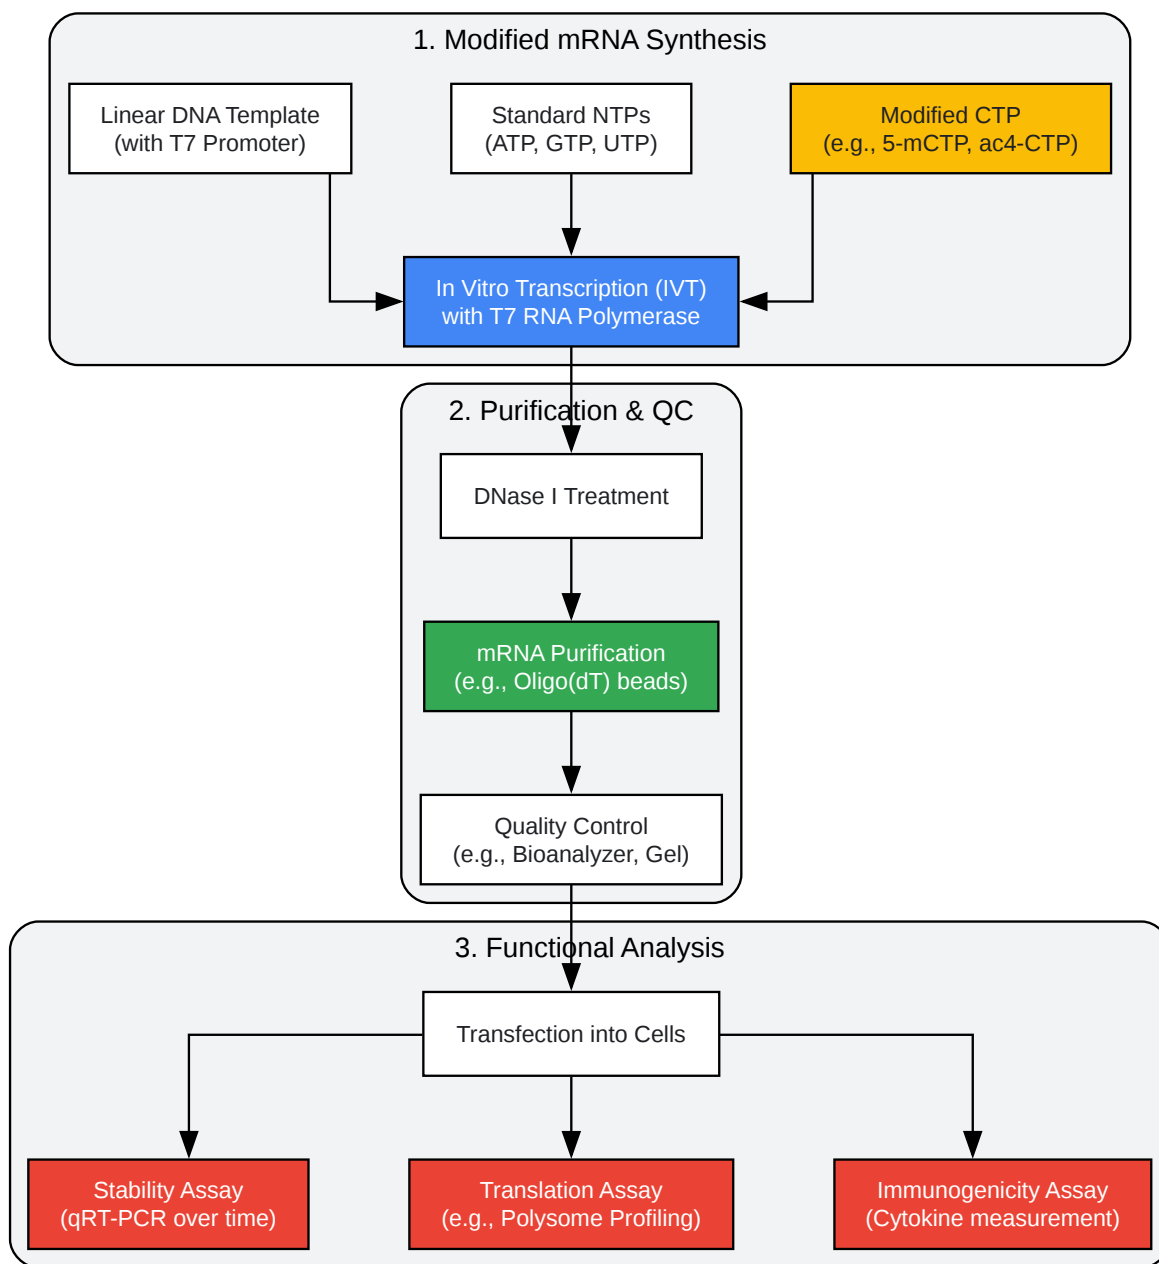 1. Modified mRNA Synthesis
Linear DNA Template
(with T7 Promoter)
Standard NTPs
(ATP, GTP, UTP)
Modified CTP
(e.g., 5-mCTP, ac4-CTP)
In Vitro Transcription (IVT)
with T7 RNA Polymerase
2. Purification & QC
DNase I Treatment
mRNA Purification
(e.g., Oligo(dT) beads)
Quality Control
(e.g., Bioanalyzer, Gel)
3. Functional Analysis
Transfection into Cells
Stability Assay
(qRT-PCR over time)
Translation Assay
(e.g., Polysome Profiling)
Immunogenicity Assay
(Cytokine measurement)